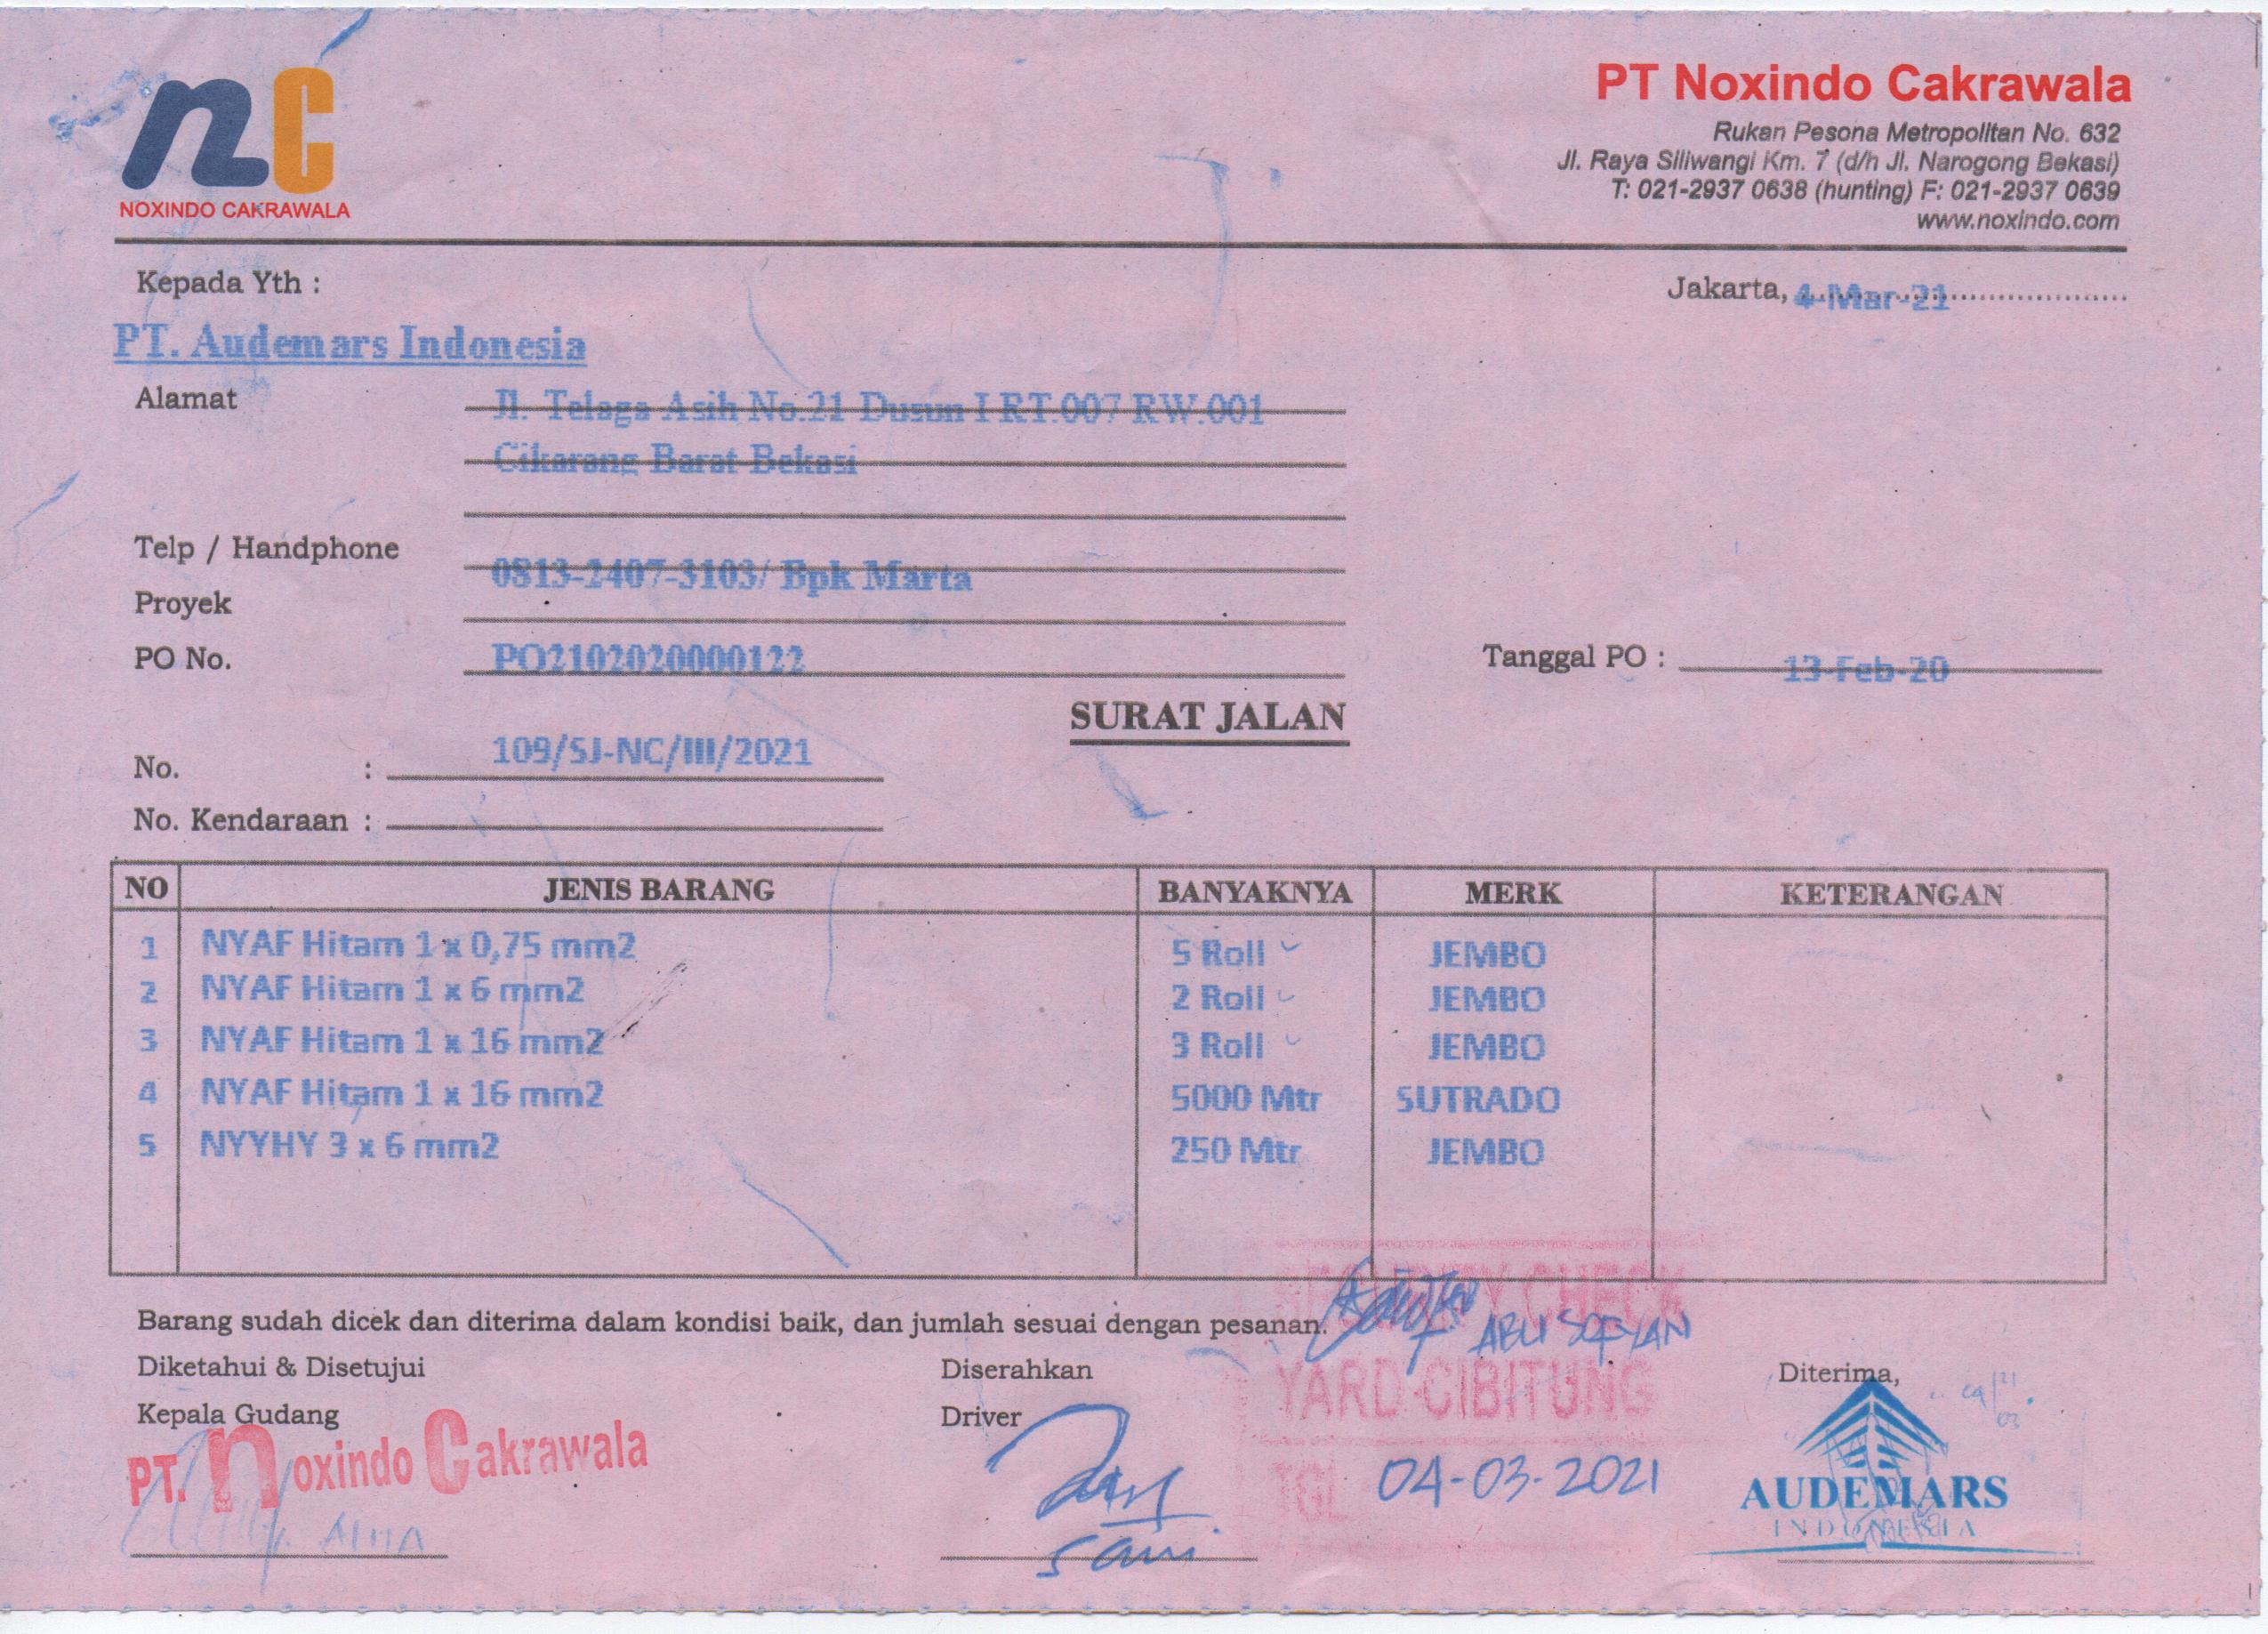 nc
NOXINDO CAKRAWALA
PT Noxindo Cakrawala
Rukan Pesona Metropolitan No. 632
Jl. Raya Siliwangi Km. 7 (d/h Jl. Narogong Bekasi)
T: 021-2937 0638 (hunting) F: 021-2937 0639
www.noxindo.com
Kepada Yth :
Jakarta, 4-Mar-21
PT. Audemars Indonesia
Alamat Jl. Telaga Asih No.21 Dusun I RT.007 RW.001
Cikarang Barat Bekasi
Telp / Handphone 0813-2407-3103/ Bpk Marta
Proyek
PO No. PO2102020000122 Tanggal PO : 13-Feb-20
SURAT JALAN
No. : 109/SJ-NC/III/2021
No. Kendaraan :
NO JENIS BARANG BANYAKNYA MERK KETERANGAN
1 NYAF Hitam 1 x 0,75 mm2 5 Roll JEMBO
2 NYAF Hitam 1 x 6 mm2 2 Roll JEMBO
3 NYAF Hitam 1 x 16 mm2 3 Roll JEMBO
4 NYAF Hitam 1 x 16 mm2 5000 Mtr SUTRADO
5 NYYHY 3 x 6 mm2 250 Mtr JEMBO
Barang sudah dicek dan diterima dalam kondisi baik, dan jumlah sesuai dengan pesanan.
SECURITY CHECK
ABU SOFYAN
YARD CIBITUNG
TGL 04-03-2021
Diketahui & Disetujui Diserahkan Diterima,
Kepala Gudang Driver
PT. Noxindo Cakrawala
AUDEMARS
INDONESIA